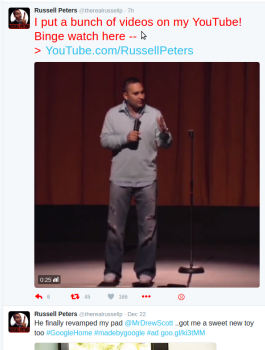 Russell Peters @therealrussellp · 7h
I put a bunch of videos on my YouTube!
Binge watch here --
> YouTube.com/RussellPeters
0:25
45
388
Russell Peters @therealrussellp · Dec 22
He finally revamped my pad @MrDrewScott ..got me a sweet new toy
too #GoogleHome #madebygoogle #ad goo.gl/ki3tMM